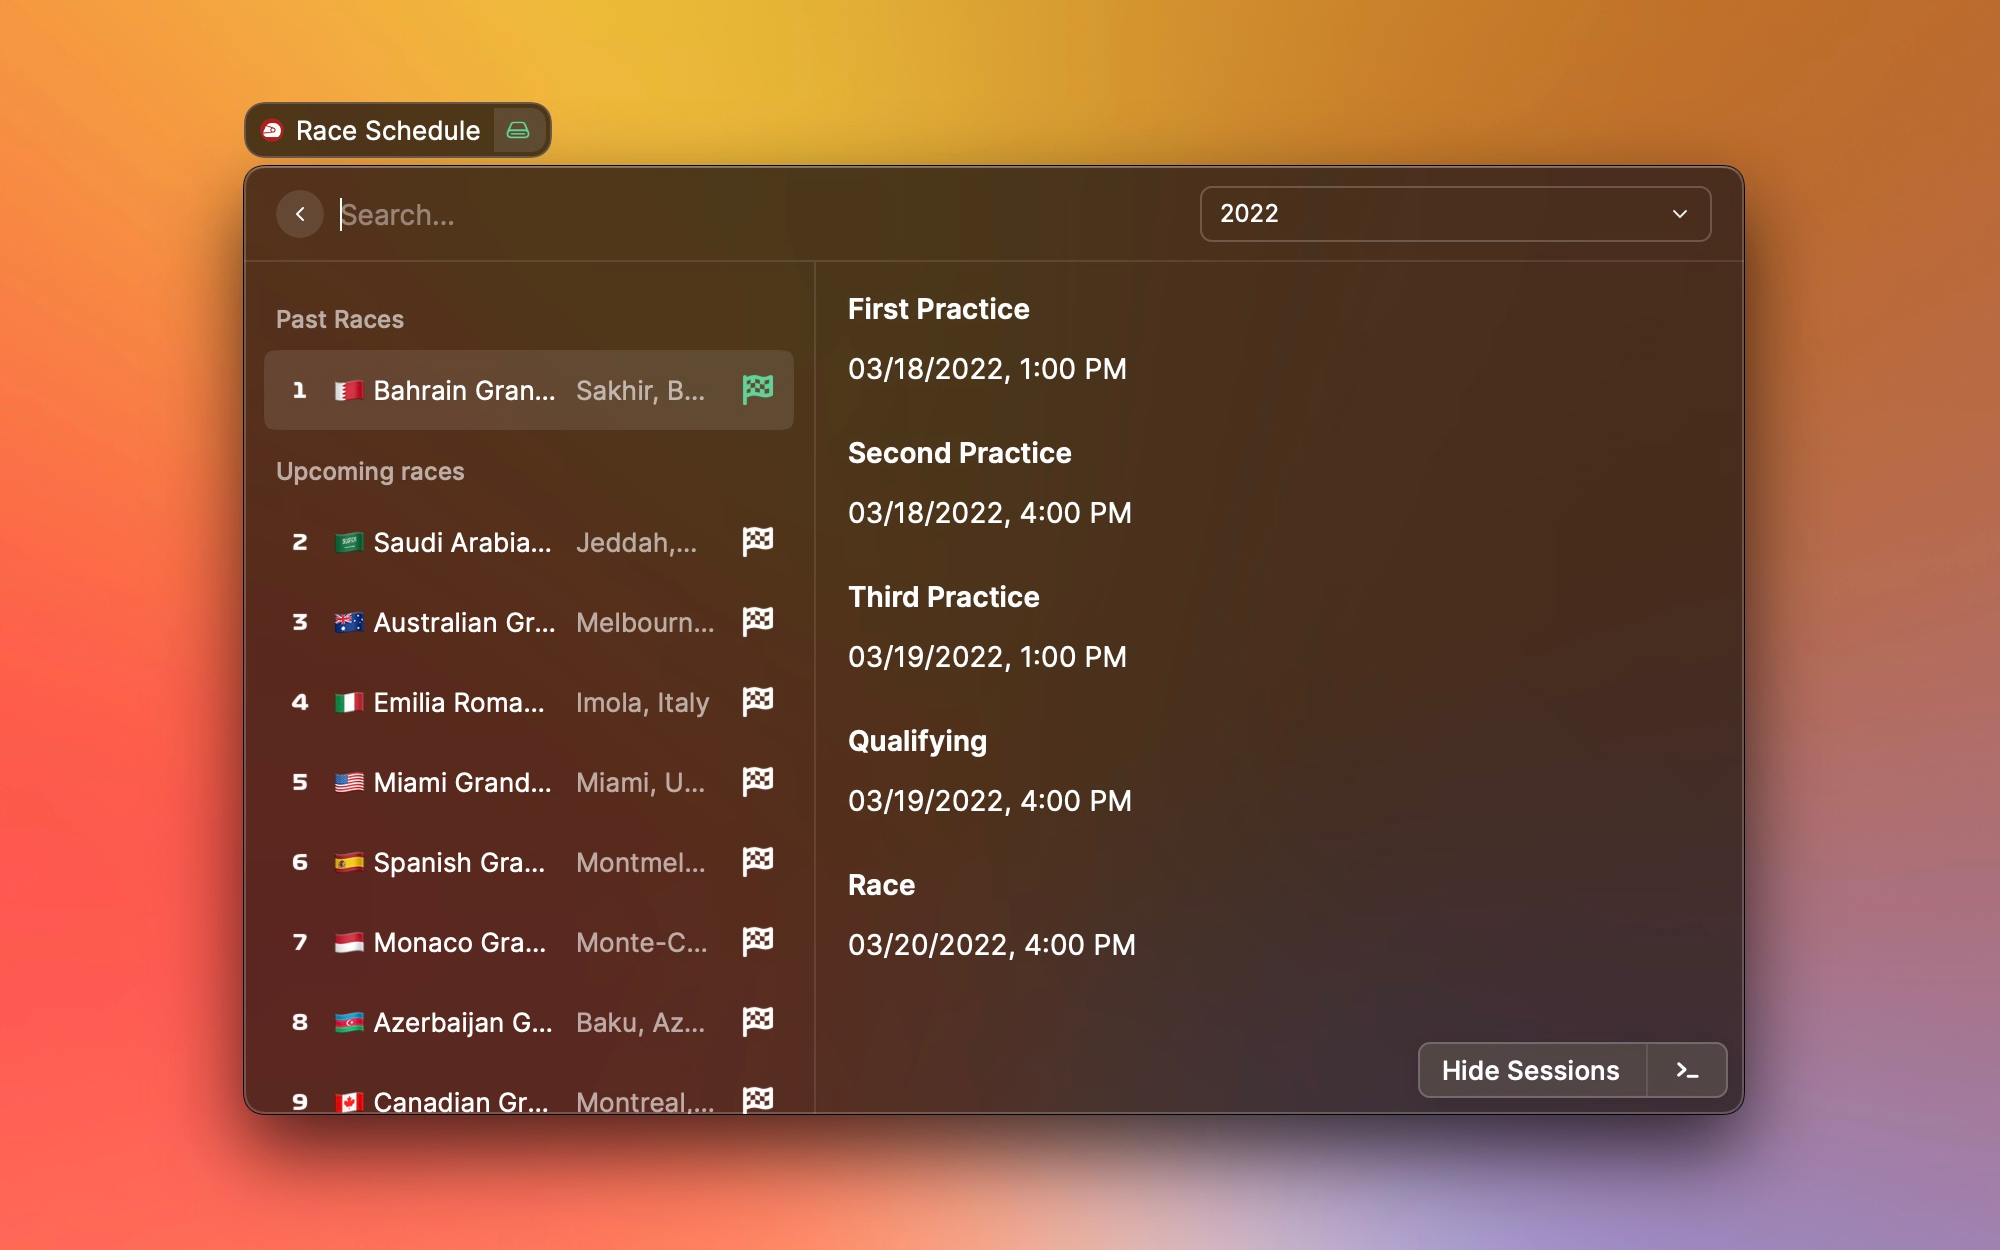 Race Schedule
Search...
2022
Past Races
1 Bahrain Gran... Sakhir, B...
Upcoming races
2 Saudi Arabia... Jeddah,...
3 Australian Gr... Melbourn...
4 Emilia Roma... Imola, Italy
5 Miami Grand... Miami, U...
6 Spanish Gra... Montmel...
7 Monaco Gra... Monte-C...
8 Azerbaijan G... Baku, Az...
9 Canadian Gr... Montreal,...
First Practice
03/18/2022, 1:00 PM
Second Practice
03/18/2022, 4:00 PM
Third Practice
03/19/2022, 1:00 PM
Qualifying
03/19/2022, 4:00 PM
Race
03/20/2022, 4:00 PM
Hide Sessions